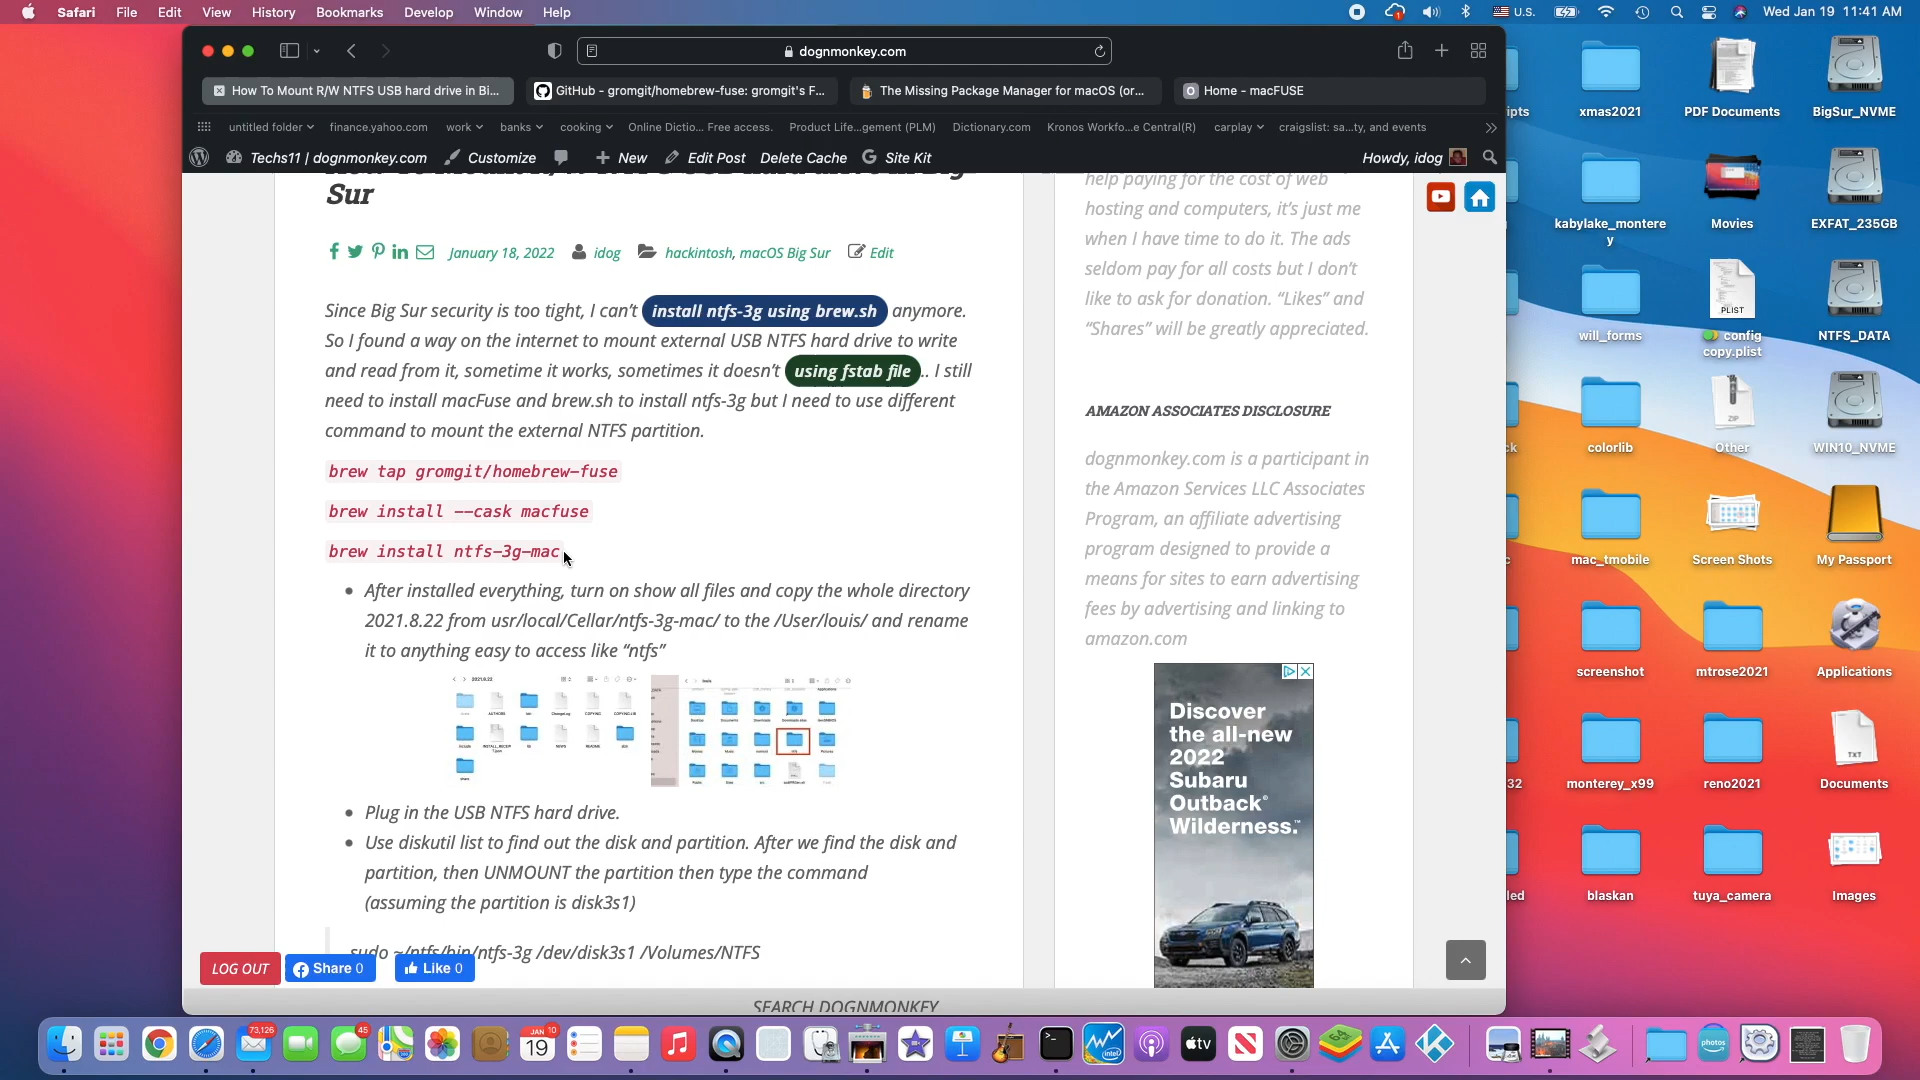 Safari File Edit View History Bookmarks Develop Window Help
U.S. Wed Jan 19 11:41 AM
dognmonkey.com
How To Mount R/W NTFS USB hard drive in Bi...
GitHub - gromgit/homebrew-fuse: gromgit's F...
The Missing Package Manager for macOS (or...
Home - macFUSE
untitled folder finance.yahoo.com work banks cooking Online Dictio... Free access. Product Life...gement (PLM) Dictionary.com Kronos Workfo...e Central(R) carplay craigslist: sa...ty, and events
Techs11 | dognmonkey.com Customize New Edit Post Delete Cache Site Kit Howdy, idog
Sur
January 18, 2022 idog hackintosh, macOS Big Sur Edit
Since Big Sur security is too tight, I can't install ntfs-3g using brew.sh anymore.
So I found a way on the internet to mount external USB NTFS hard drive to write
and read from it, sometime it works, sometimes it doesn't using fstab file .. I still
need to install macFuse and brew.sh to install ntfs-3g but I need to use different
command to mount the external NTFS partition.
brew tap gromgit/homebrew-fuse
brew install --cask macfuse
brew install ntfs-3g-mac
After installed everything, turn on show all files and copy the whole directory
2021.8.22 from usr/local/Cellar/ntfs-3g-mac/ to the /User/louis/ and rename
it to anything easy to access like "ntfs"
Plug in the USB NTFS hard drive.
Use diskutil list to find out the disk and partition. After we find the disk and
partition, then UNMOUNT the partition then type the command
(assuming the partition is disk3s1)
sudo ~/ntfs/bin/ntfs-3g /dev/disk3s1 /Volumes/NTFS
LOG OUT Share 0 Like 0
SEARCH DOGNMONKEY
help paying for the cost of web
hosting and computers, it's just me
when I have time to do it. The ads
seldom pay for all costs but I don't
like to ask for donation. "Likes" and
"Shares" will be greatly appreciated.
AMAZON ASSOCIATES DISCLOSURE
dognmonkey.com is a participant in
the Amazon Services LLC Associates
Program, an affiliate advertising
program designed to provide a
means for sites to earn advertising
fees by advertising and linking to
amazon.com
Discover
the all-new
2022
Subaru
Outback®
Wilderness.™
ipts xmas2021 PDF Documents BigSur_NVME
kabylake_montere
y
Movies EXFAT_235GB
PLIST
will_forms config
copy.plist
NTFS_DATA
ZIP
ck colorlib Other WIN10_NVME
c mac_tmobile Screen Shots My Passport
screenshot mtrose2021 Applications
TXT
32 monterey_x99 reno2021 Documents
led blaskan tuya_camera Images
73,126 45 JAN 10 19 intel tv 64 photos